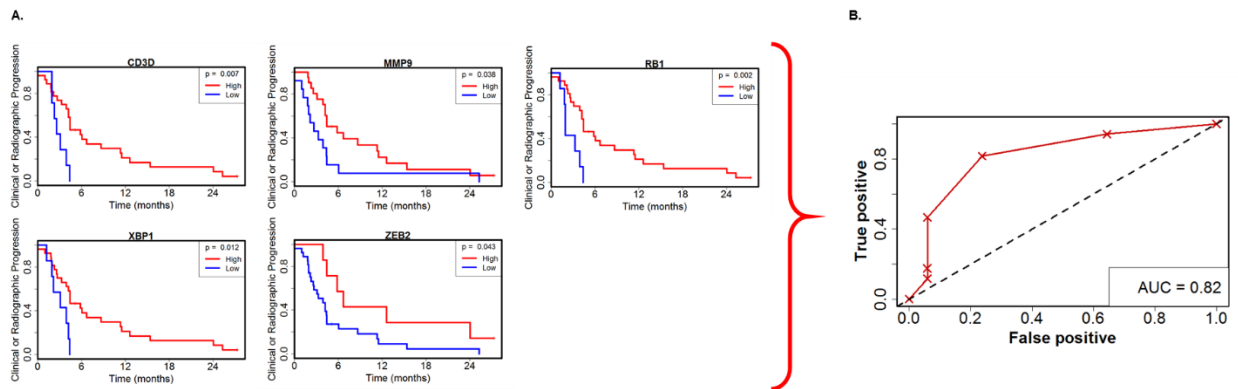 A.
B.
CD3D
p = 0.007
High
Low
Clinical or Radiographic Progression
0.0 0.4 0.8
0 6 12 18 24
Time (months)
MMP9
p = 0.038
High
Low
Clinical or Radiographic Progression
0.0 0.4 0.8
0 6 12 18 24
Time (months)
RB1
p = 0.002
High
Low
Clinical or Radiographic Progression
0.0 0.4 0.8
0 6 12 18 24
Time (months)
XBP1
p = 0.012
High
Low
Clinical or Radiographic Progression
0.0 0.4 0.8
0 6 12 18 24
Time (months)
ZEB2
p = 0.043
High
Low
Clinical or Radiographic Progression
0.0 0.4 0.8
0 6 12 18 24
Time (months)
True positive
0.0 0.4 0.8
AUC = 0.82
0.0 0.2 0.4 0.6 0.8 1.0
False positive